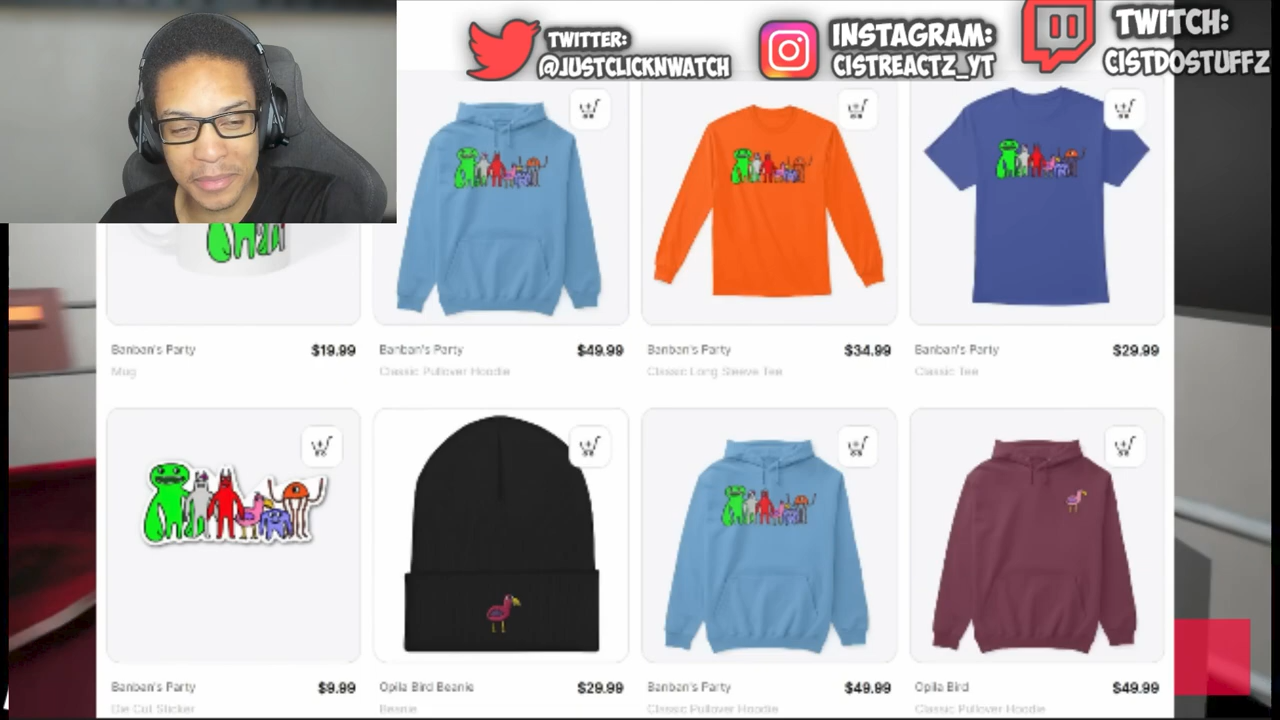 TWITTER:
@JUSTCLICKNWATCH
INSTAGRAM:
CISTREACTZ_YT
TWITCH:
CISTDOSTUFFZ
Banban's Party $19.99
Mug
Banban's Party $49.99
Classic Pullover Hoodie
Banban's Party $34.99
Classic Long Sleeve Tee
Banban's Party $29.99
Classic Tee
Banban's Party $9.99
Die Cut Sticker
Opila Bird Beanie $29.99
Beanie
Banban's Party $49.99
Classic Pullover Hoodie
Opila Bird $49.99
Classic Pullover Hoodie